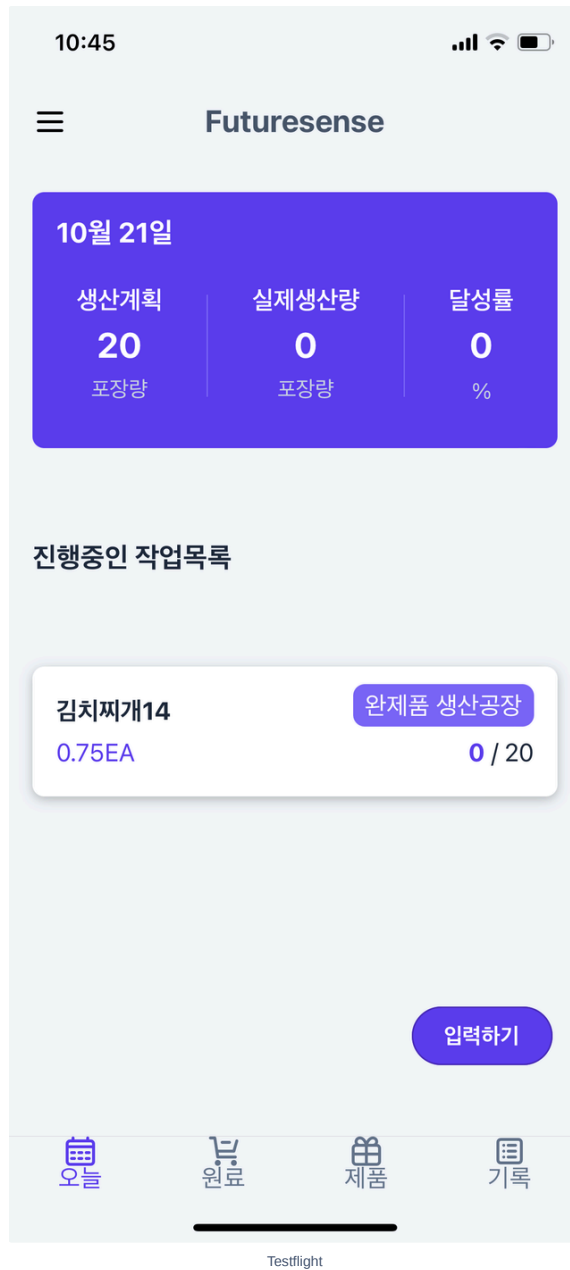 10:45
Futuresense
10월 21일
생산계획 실제생산량 달성률
20 0 0
포장량 포장량 %
진행중인 작업목록
김치찌개14 완제품 생산공장
0.75EA 0 / 20
입력하기
오늘 원료 제품 기록
Testflight